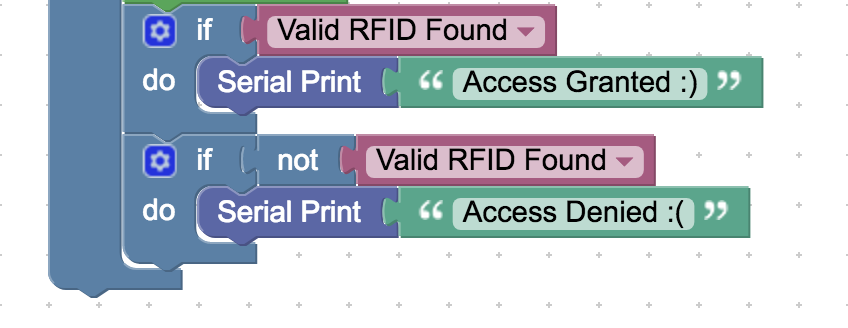 if Valid RFID Found
do Serial Print “ Access Granted :) ”
if not Valid RFID Found
do Serial Print “ Access Denied :( ”